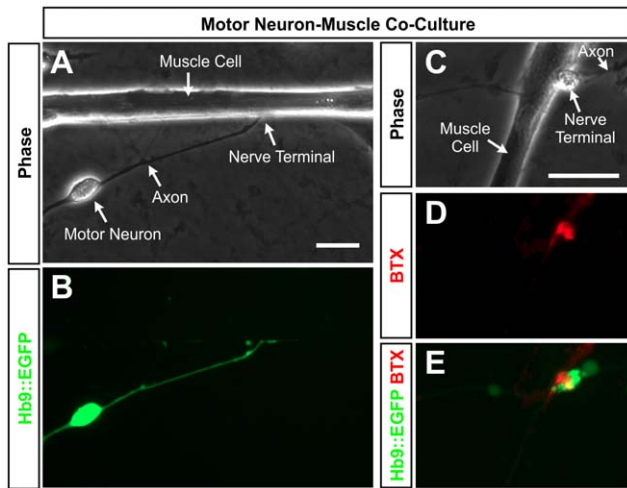 Motor Neuron-Muscle Co-Culture
Phase
A
Muscle Cell
Nerve Terminal
Axon
Motor Neuron
Hb9::EGFP
B
Phase
C
Axon
Nerve
Terminal
Muscle
Cell
BTX
D
Hb9::EGFP BTX
E